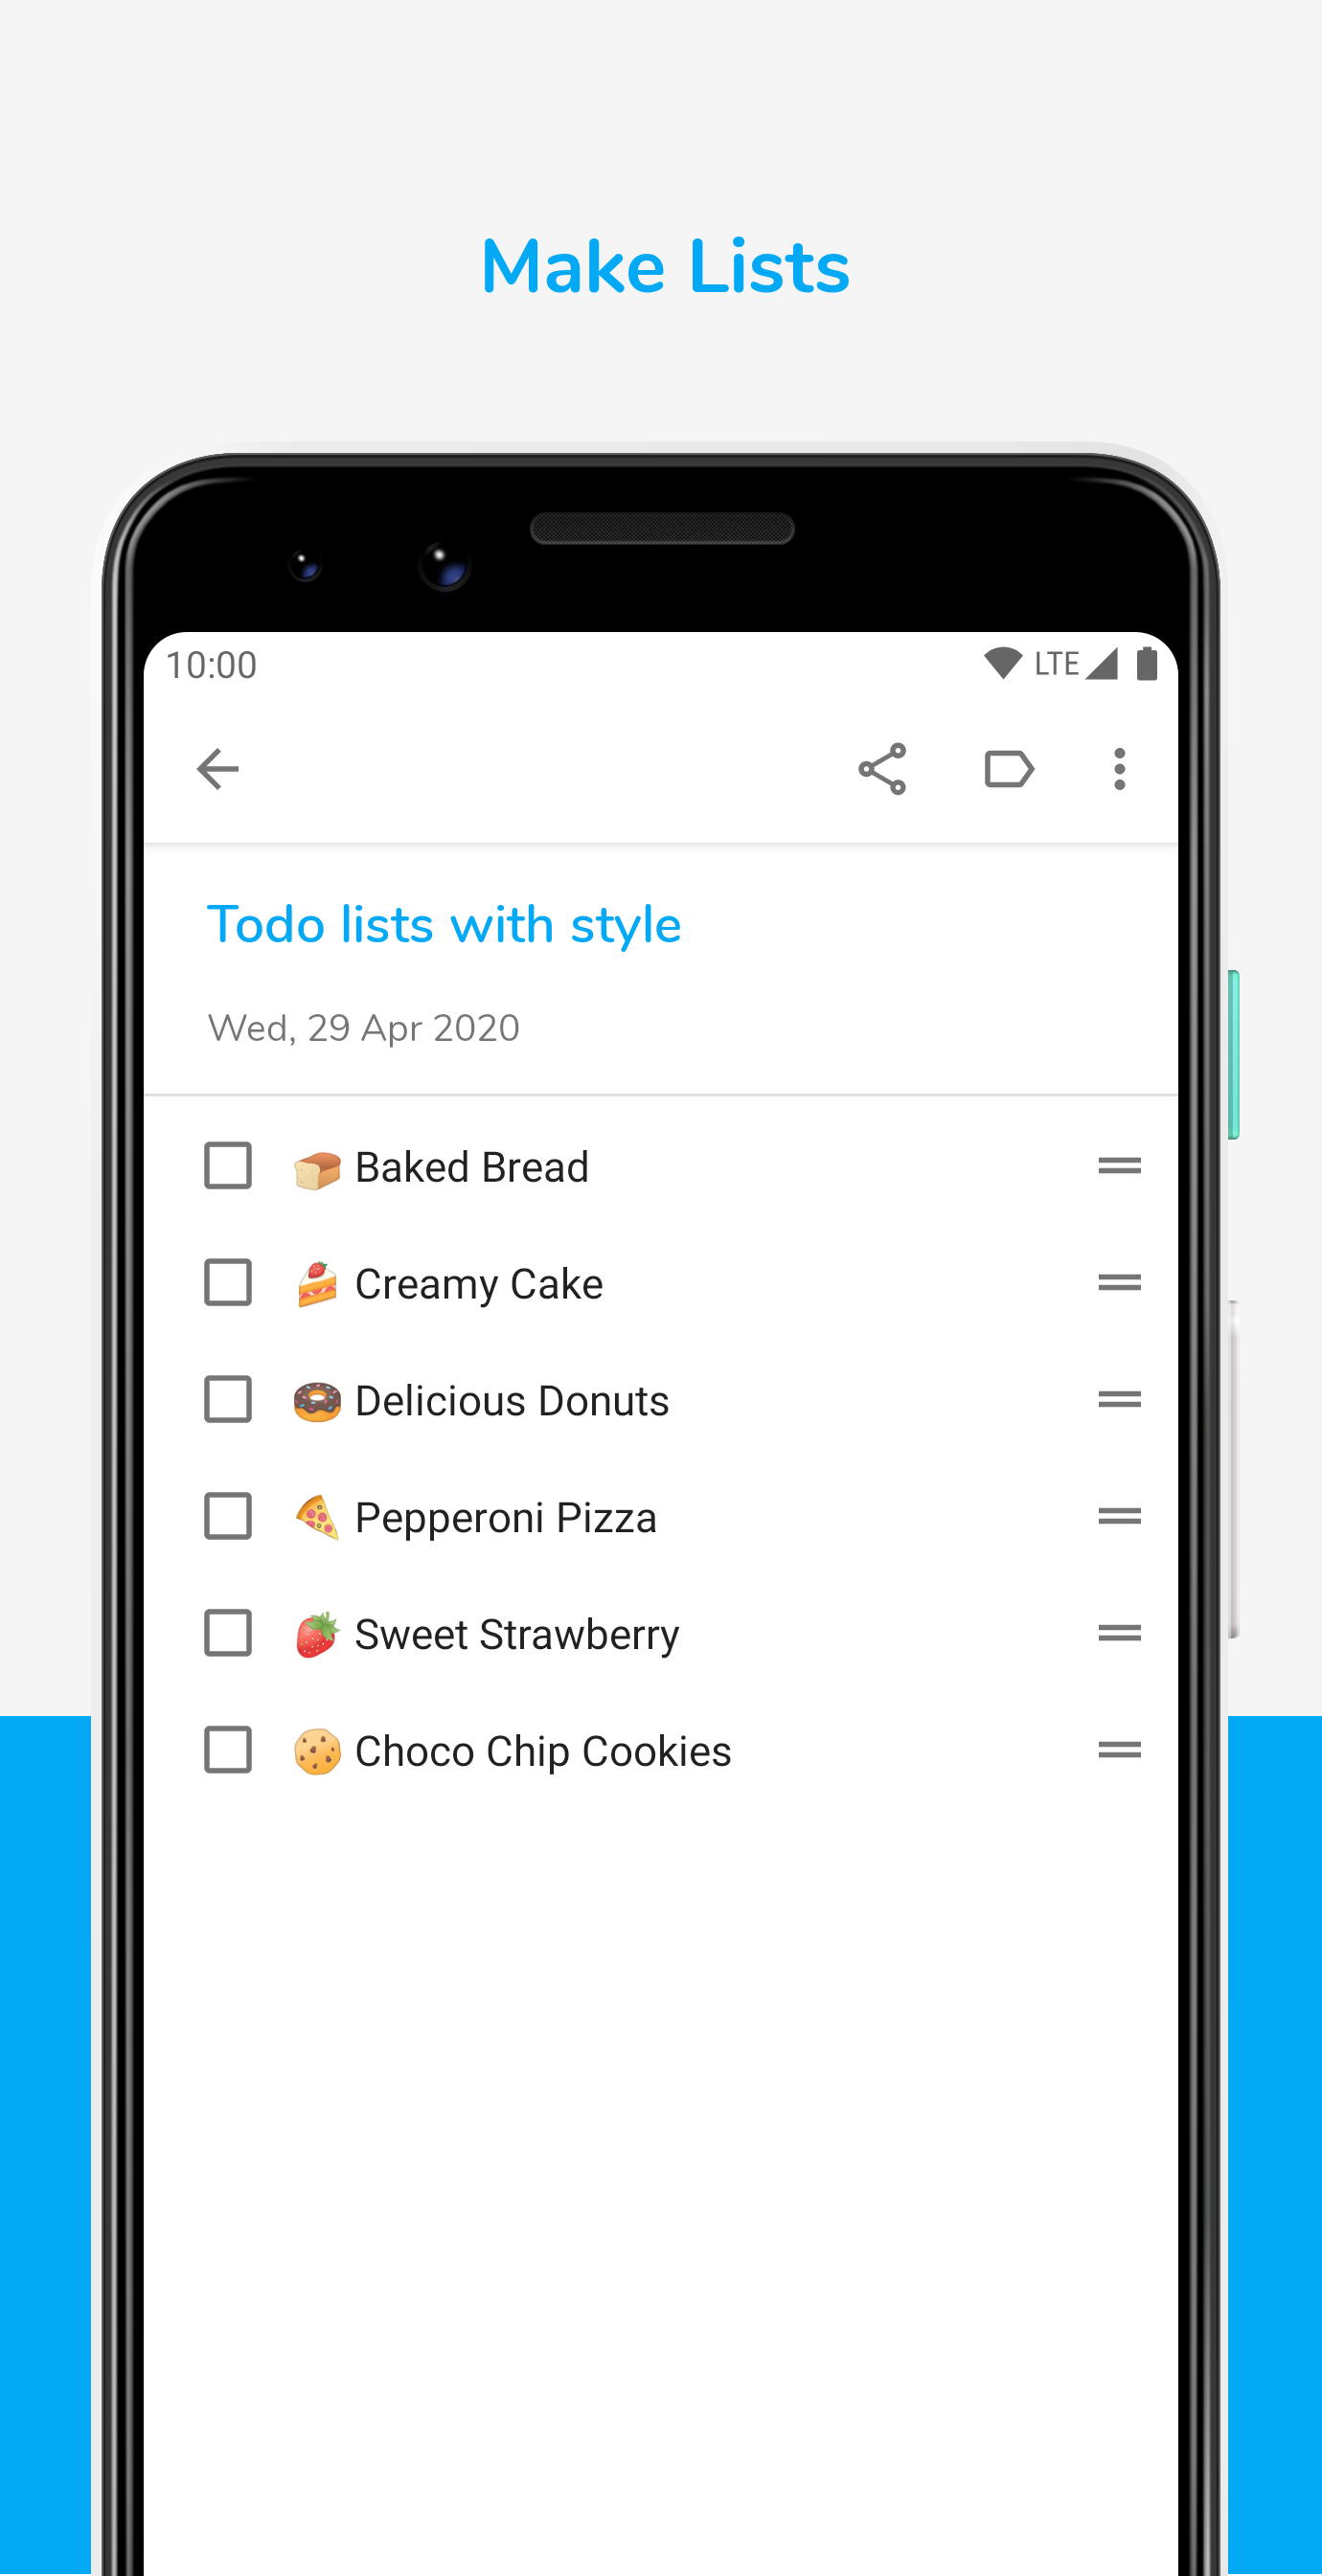 Make Lists
10:00 LTE
Todo lists with style
Wed, 29 Apr 2020
🍞 Baked Bread
🍰 Creamy Cake
🍩 Delicious Donuts
🍕 Pepperoni Pizza
🍓 Sweet Strawberry
🍪 Choco Chip Cookies